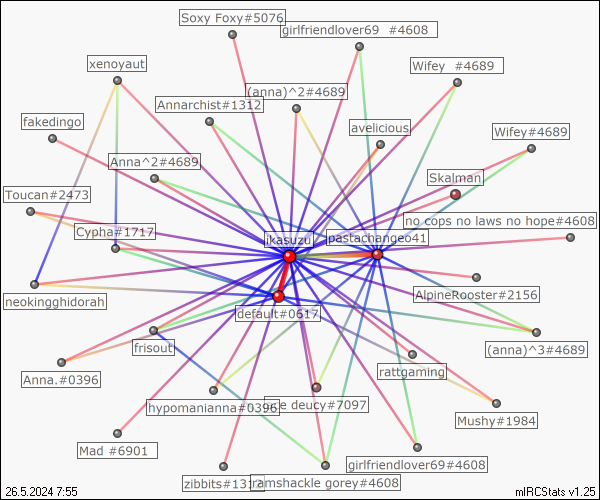 Soxy Foxy#5076
girlfriendlover69 #4608
xenoyaut
Wifey #4689
(anna)^2#4689
Annarchist#1312
fakedingo
avelicious
Wifey#4689
Anna^2#4689
Skalman
Toucan#2473
no cops no laws no hope#4608
Cypha#1717
ikasuzu
pastachangeo41
neokingghidorah
AlpineRooster#2156
default#0617
frisout
(anna)^3#4689
rattgaming
Anna.#0396
hypomanianna#0396
deucy#7097
Mushy#1984
Mad #6901
girlfriendlover69#4608
zibbits#1312
ramshackle gorey#4608
26.5.2024 7:55
mIRCStats v1.25